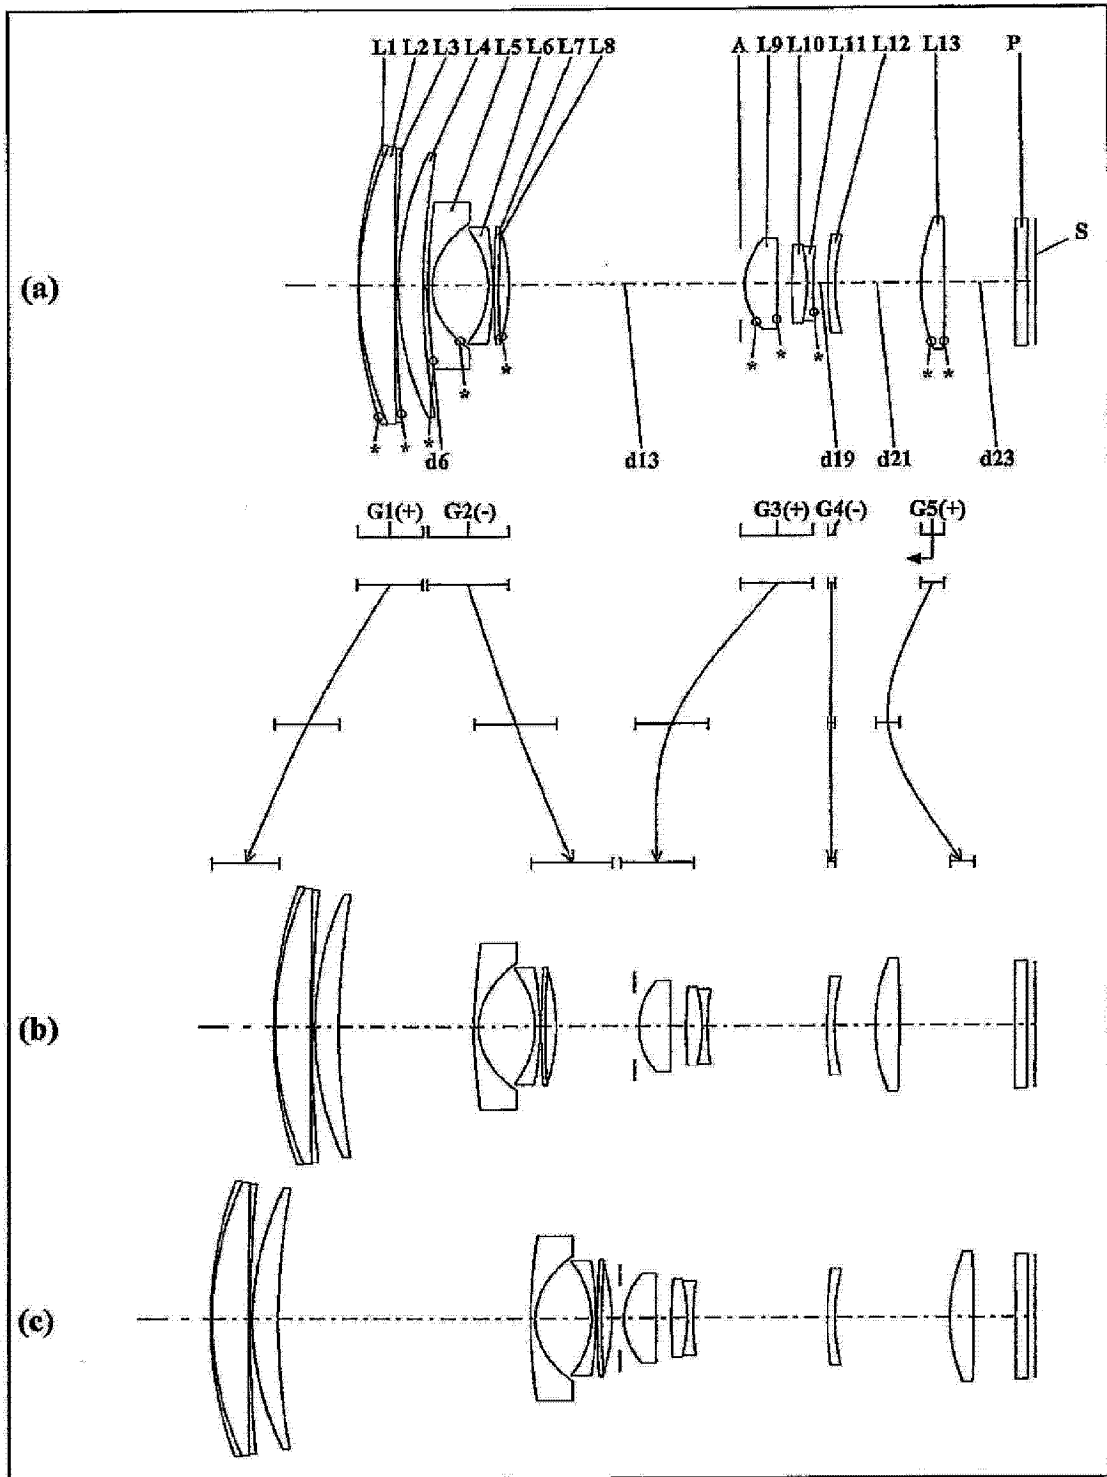 L1 L2 L3 L4 L5 L6 L7 L8 A L9 L10 L11 L12 L13 P
S
(a)
* * * * * * * * * *
d6 d13 d19 d21 d23
G1(+) G2(-) G3(+) G4(-) G5(+)
(b)
(c)